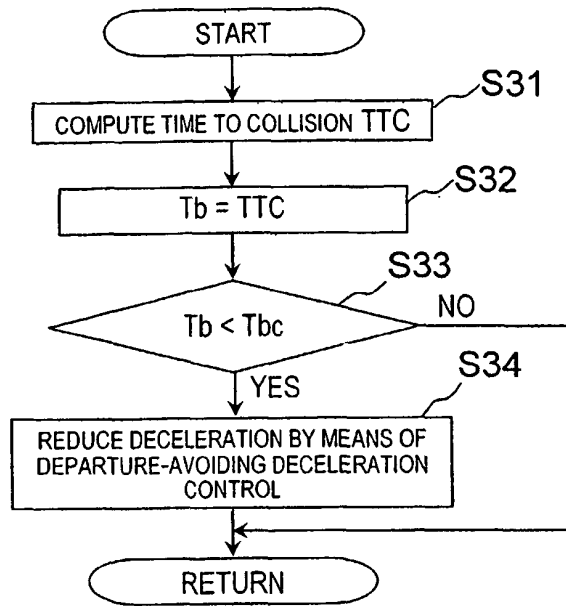 START
S31
COMPUTE TIME TO COLLISION TTC
S32
Tb = TTC
S33
Tb < Tbc
NO
YES
S34
REDUCE DECELERATION BY MEANS OF
DEPARTURE-AVOIDING DECELERATION
CONTROL
RETURN